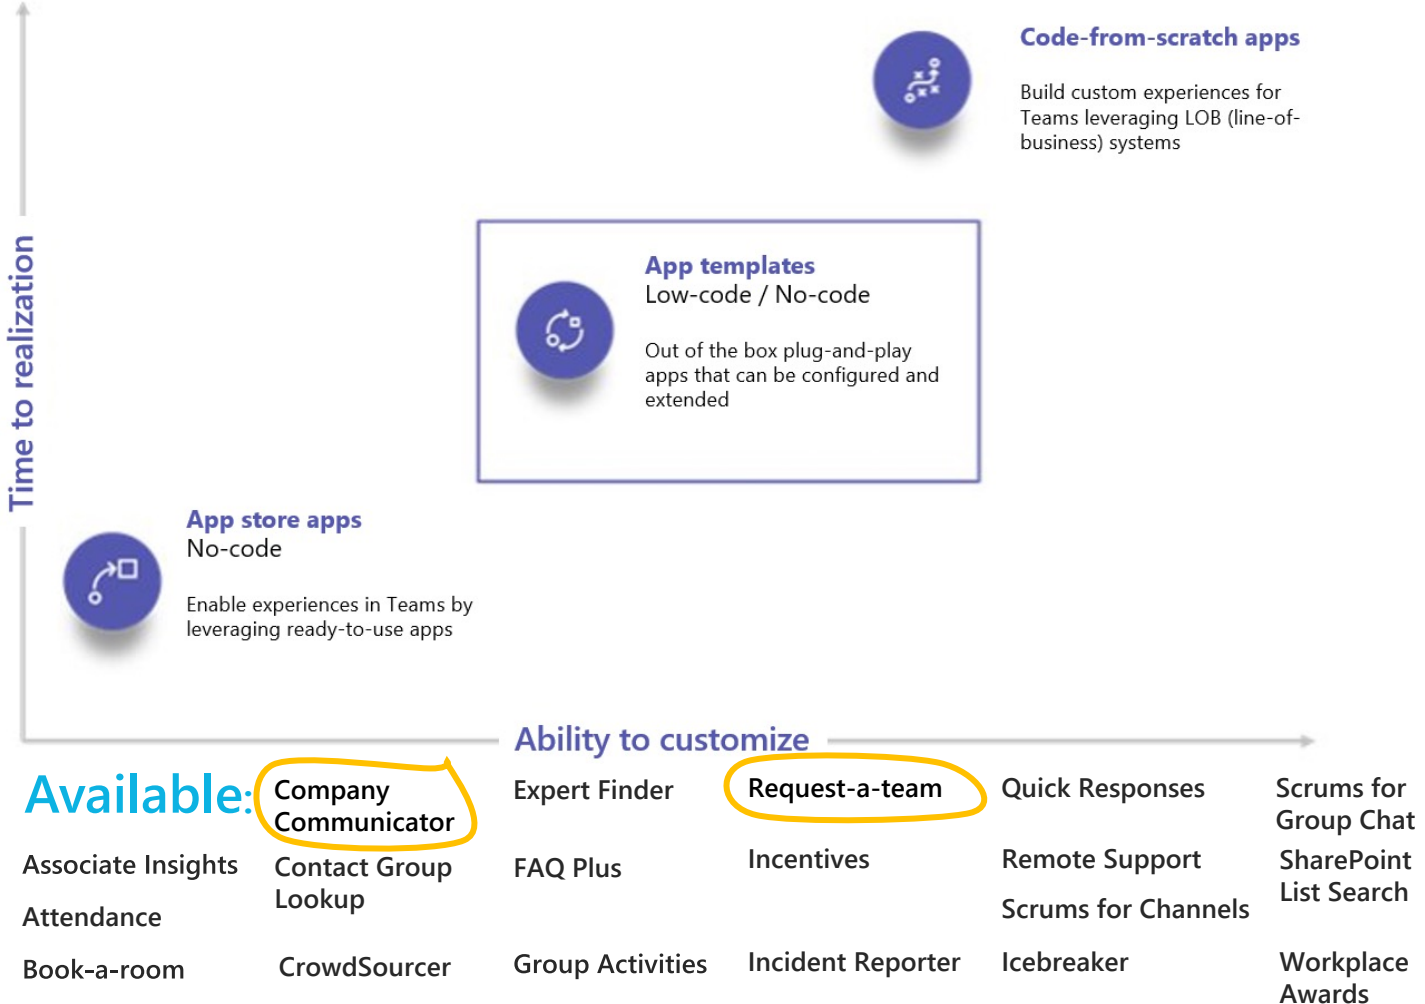 Code-from-scratch apps
Build custom experiences for
Teams leveraging LOB (line-of-
business) systems
Time to realization
App templates
Low-code / No-code
Out of the box plug-and-play
apps that can be configured and
extended
App store apps
No-code
Enable experiences in Teams by
leveraging ready-to-use apps
Ability to customize
Available:
Associate Insights
Attendance
Book-a-room
Company
Communicator
Contact Group
Lookup
CrowdSourcer
Expert Finder
FAQ Plus
Group Activities
Request-a-team
Incentives
Incident Reporter
Quick Responses
Remote Support
Scrums for Channels
Icebreaker
Scrums for
Group Chat
SharePoint
List Search
Workplace
Awards